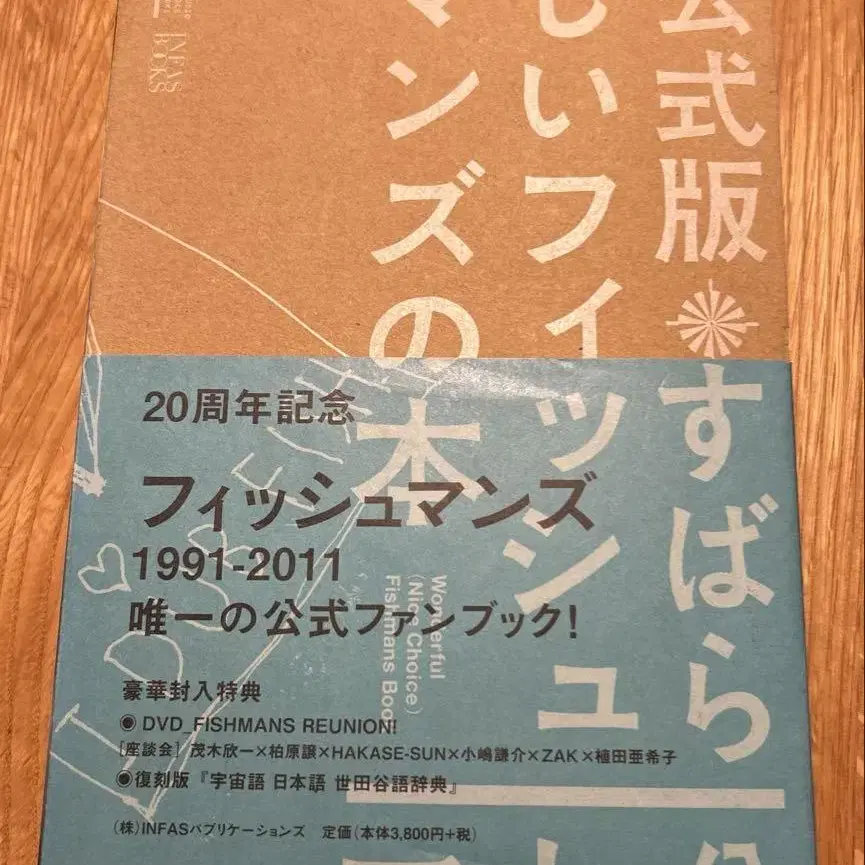 公式版 すばら
しいフィッシュ
マンズの本
INFAS
BOOKS
20周年記念
フィッシュマンズ
1991-2011
唯一の公式ファンブック!
Wonderful
(Nice Choice)
Fishmans Boo
豪華封入特典
◉ DVD_FISHMANS REUNION!
[座談会] 茂木欣一×柏原譲×HAKASE-SUN×小嶋謙介×ZAK×植田亜希子
◉復刻版『宇宙語 日本語 世田谷語辞典』
(株)INFASパブリケーションズ 定価(本体3,800円+税)